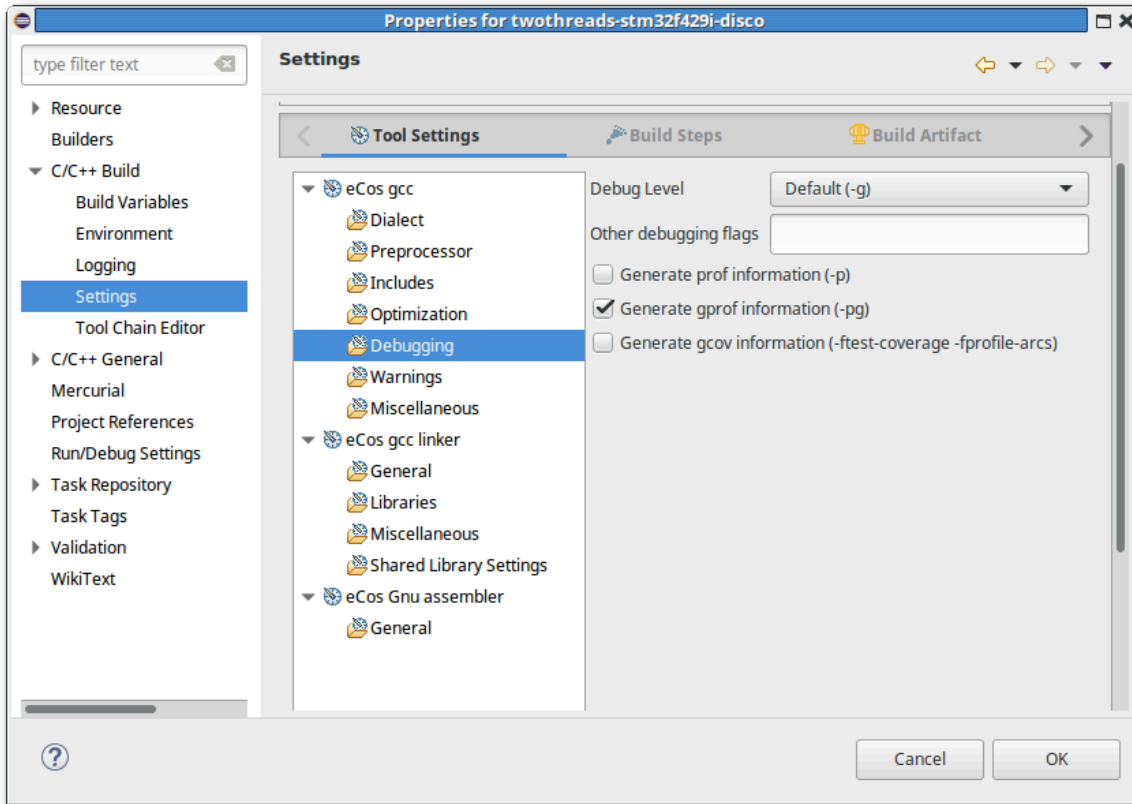 Properties for twothreads-stm32f429i-disco
type filter text
Resource
Builders
C/C++ Build
Build Variables
Environment
Logging
Settings
Tool Chain Editor
C/C++ General
Mercurial
Project References
Run/Debug Settings
Task Repository
Task Tags
Validation
WikiText
Settings
Tool Settings
Build Steps
Build Artifact
eCos gcc
Dialect
Preprocessor
Includes
Optimization
Debugging
Warnings
Miscellaneous
eCos gcc linker
General
Libraries
Miscellaneous
Shared Library Settings
eCos Gnu assembler
General
Debug Level
Default (-g)
Other debugging flags
Generate prof information (-p)
Generate gprof information (-pg)
Generate gcov information (-ftest-coverage -fprofile-arcs)
?
Cancel
OK